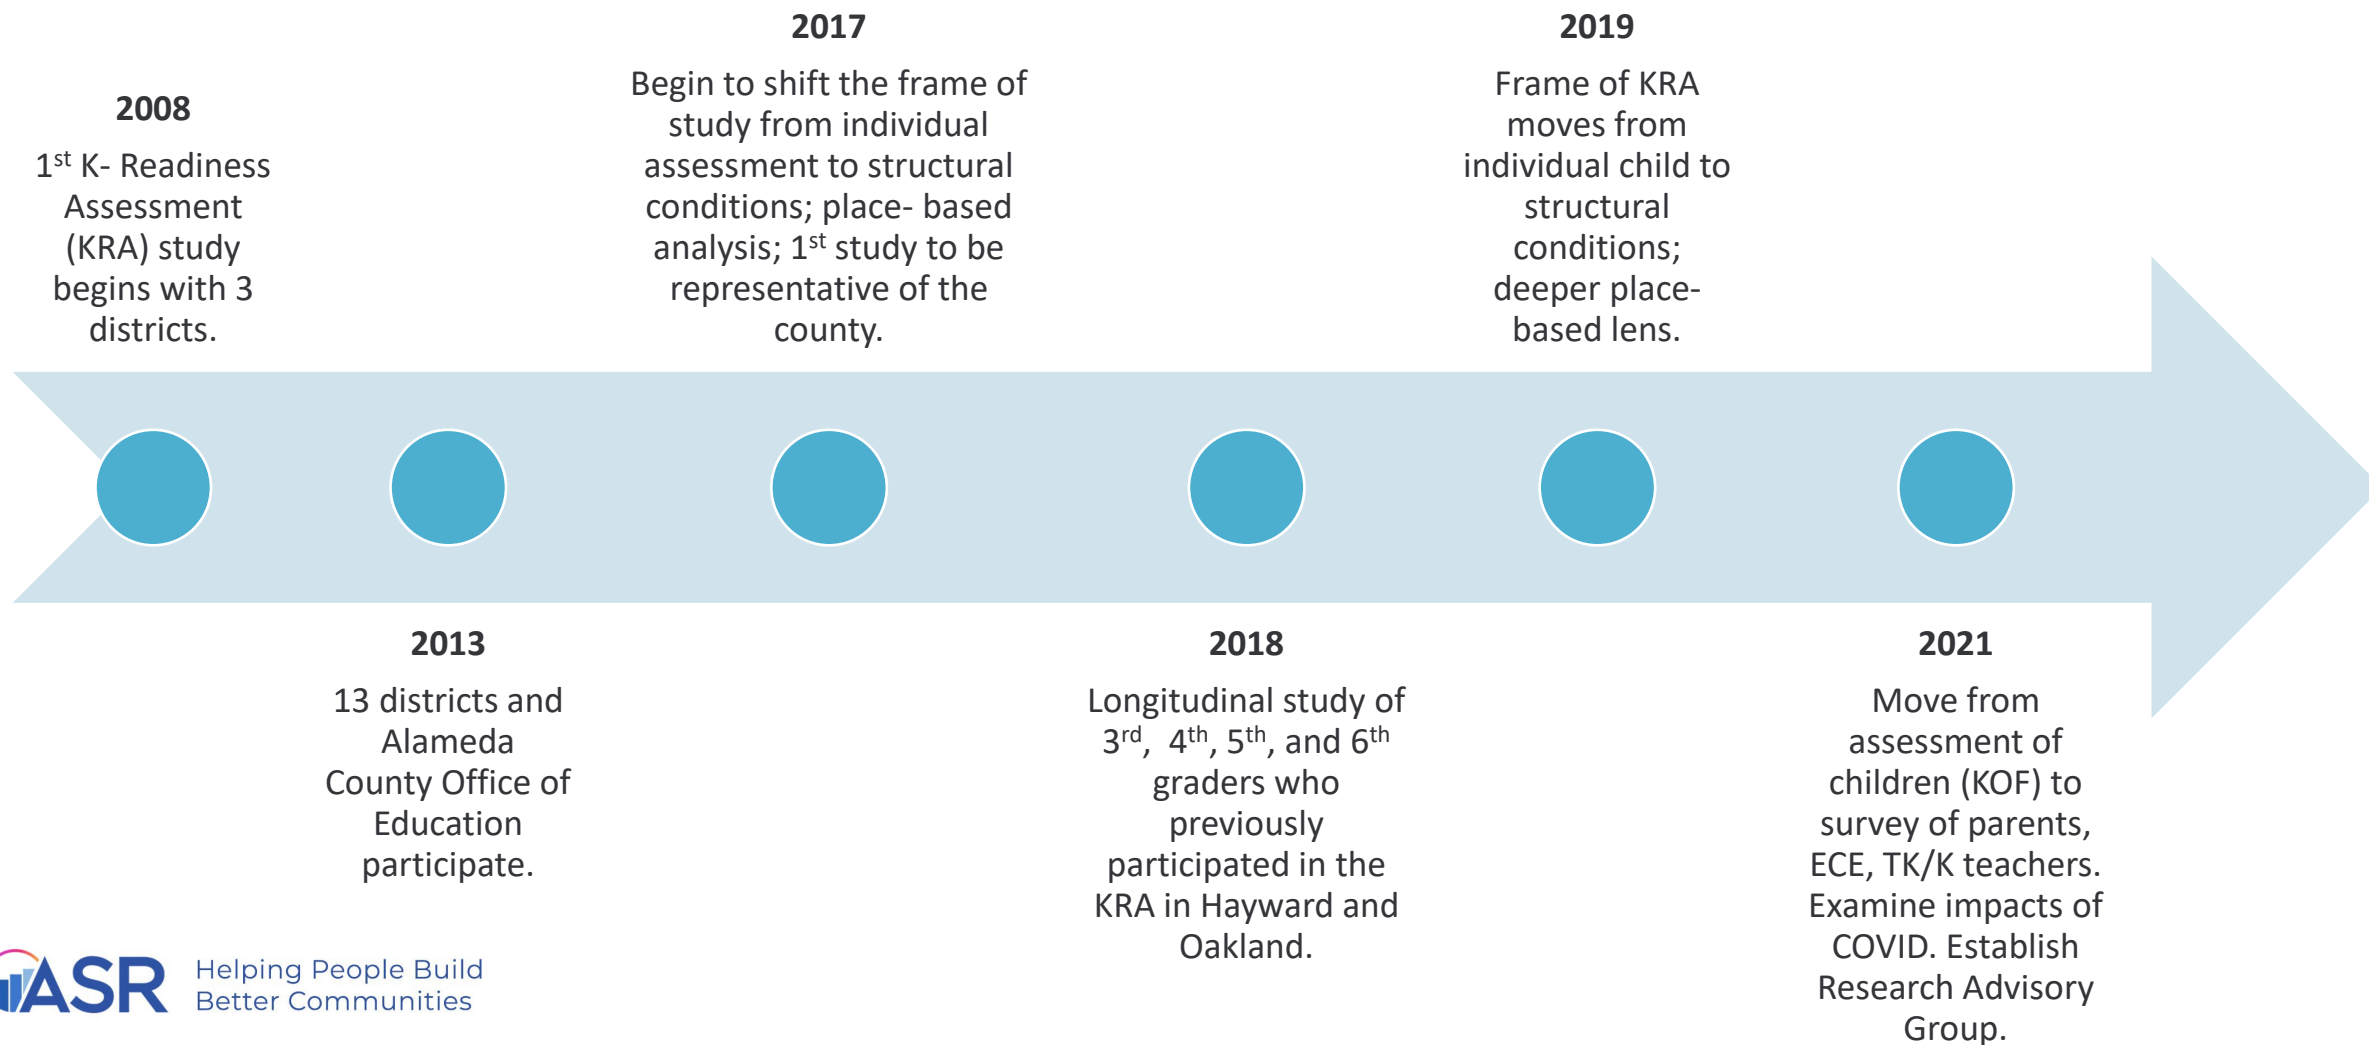 2008
1st K- Readiness
Assessment
(KRA) study
begins with 3
districts.
2013
13 districts and
Alameda
County Office of
Education
participate.
2017
Begin to shift the frame of
study from individual
assessment to structural
conditions; place- based
analysis; 1st study to be
representative of the
county.
2018
Longitudinal study of
3rd, 4th, 5th, and 6th
graders who
previously
participated in the
KRA in Hayward and
Oakland.
2019
Frame of KRA
moves from
individual child to
structural
conditions;
deeper place-
based lens.
2021
Move from
assessment of
children (KOF) to
survey of parents,
ECE, TK/K teachers.
Examine impacts of
COVID. Establish
Research Advisory
Group.
ASR
Helping People Build
Better Communities